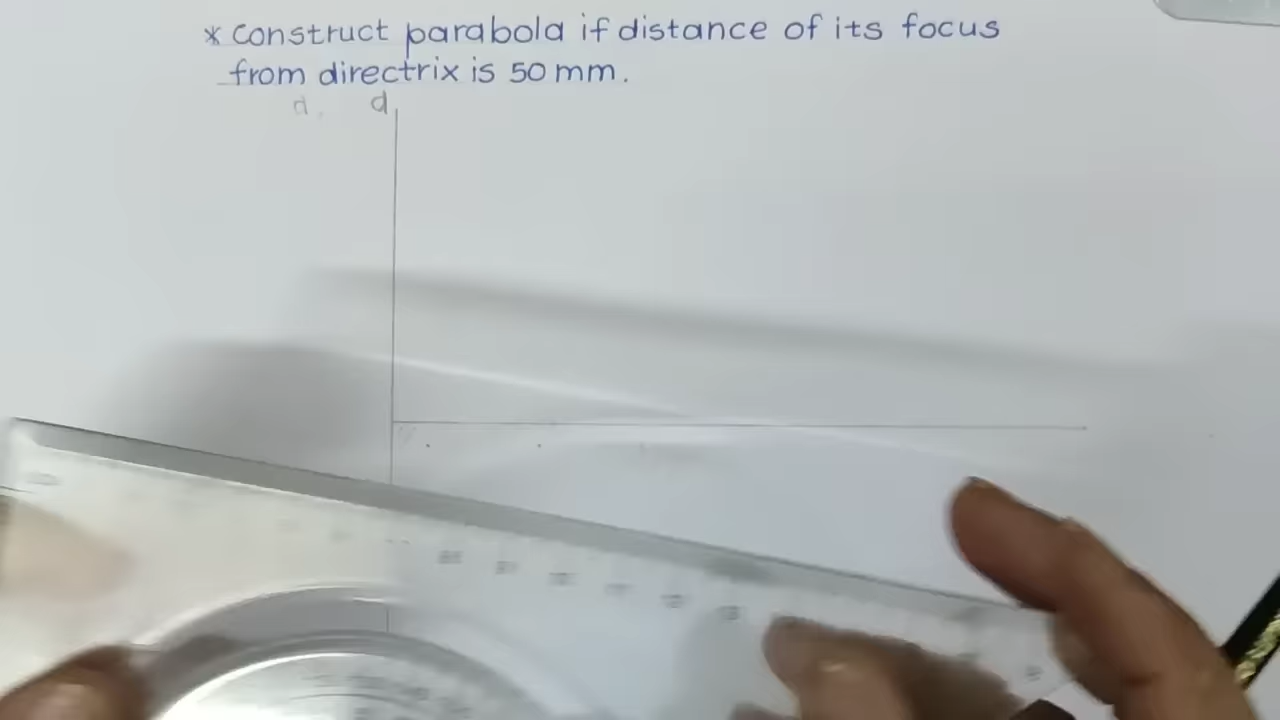 * Construct parabola if distance of its focus
from directrix is 50 mm.
d d